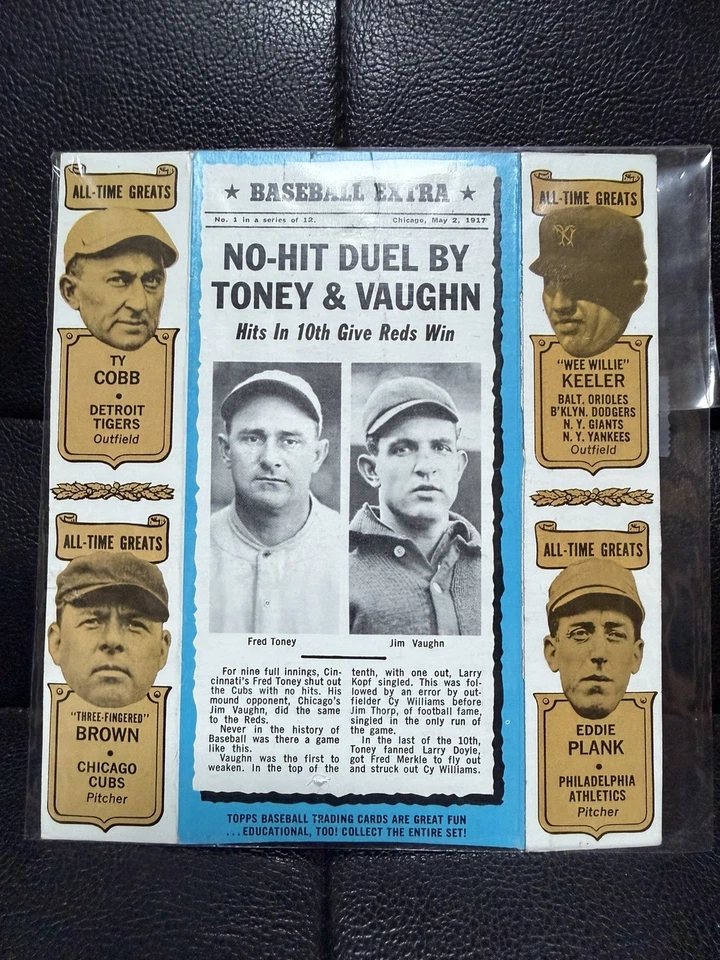 ALL-TIME GREATS
TY
COBB
•
DETROIT
TIGERS
Outfield
ALL-TIME GREATS
"THREE-FINGERED"
BROWN
•
CHICAGO
CUBS
Pitcher
★ BASEBALL EXTRA ★
No. 1 in a series of 12. Chicago, May 2, 1917
NO-HIT DUEL BY
TONEY & VAUGHN
Hits In 10th Give Reds Win
Fred Toney
Jim Vaughn
For nine full innings, Cin-
cinnati's Fred Toney shut out
the Cubs with no hits. His
mound opponent, Chicago's
Jim Vaughn, did the same
to the Reds.
Never in the history of
Baseball was there a game
like this.
Vaughn was the first to
weaken. In the top of the
tenth, with one out, Larry
Kopf singled. This was fol-
lowed by an error by out-
fielder Cy Williams before
Jim Thorp, of football fame,
singled in the only run of
the game.
In the last of the 10th,
Toney fanned Larry Doyle,
got Fred Merkle to fly out
and struck out Cy Williams.
TOPPS BASEBALL TRADING CARDS ARE GREAT FUN
...EDUCATIONAL, TOO! COLLECT THE ENTIRE SET!
ALL-TIME GREATS
NY
"WEE WILLIE"
KEELER
BALT. ORIOLES
B'KLYN. DODGERS
N. Y. GIANTS
N. Y. YANKEES
Outfield
ALL-TIME GREATS
EDDIE
PLANK
•
PHILADELPHIA
ATHLETICS
Pitcher